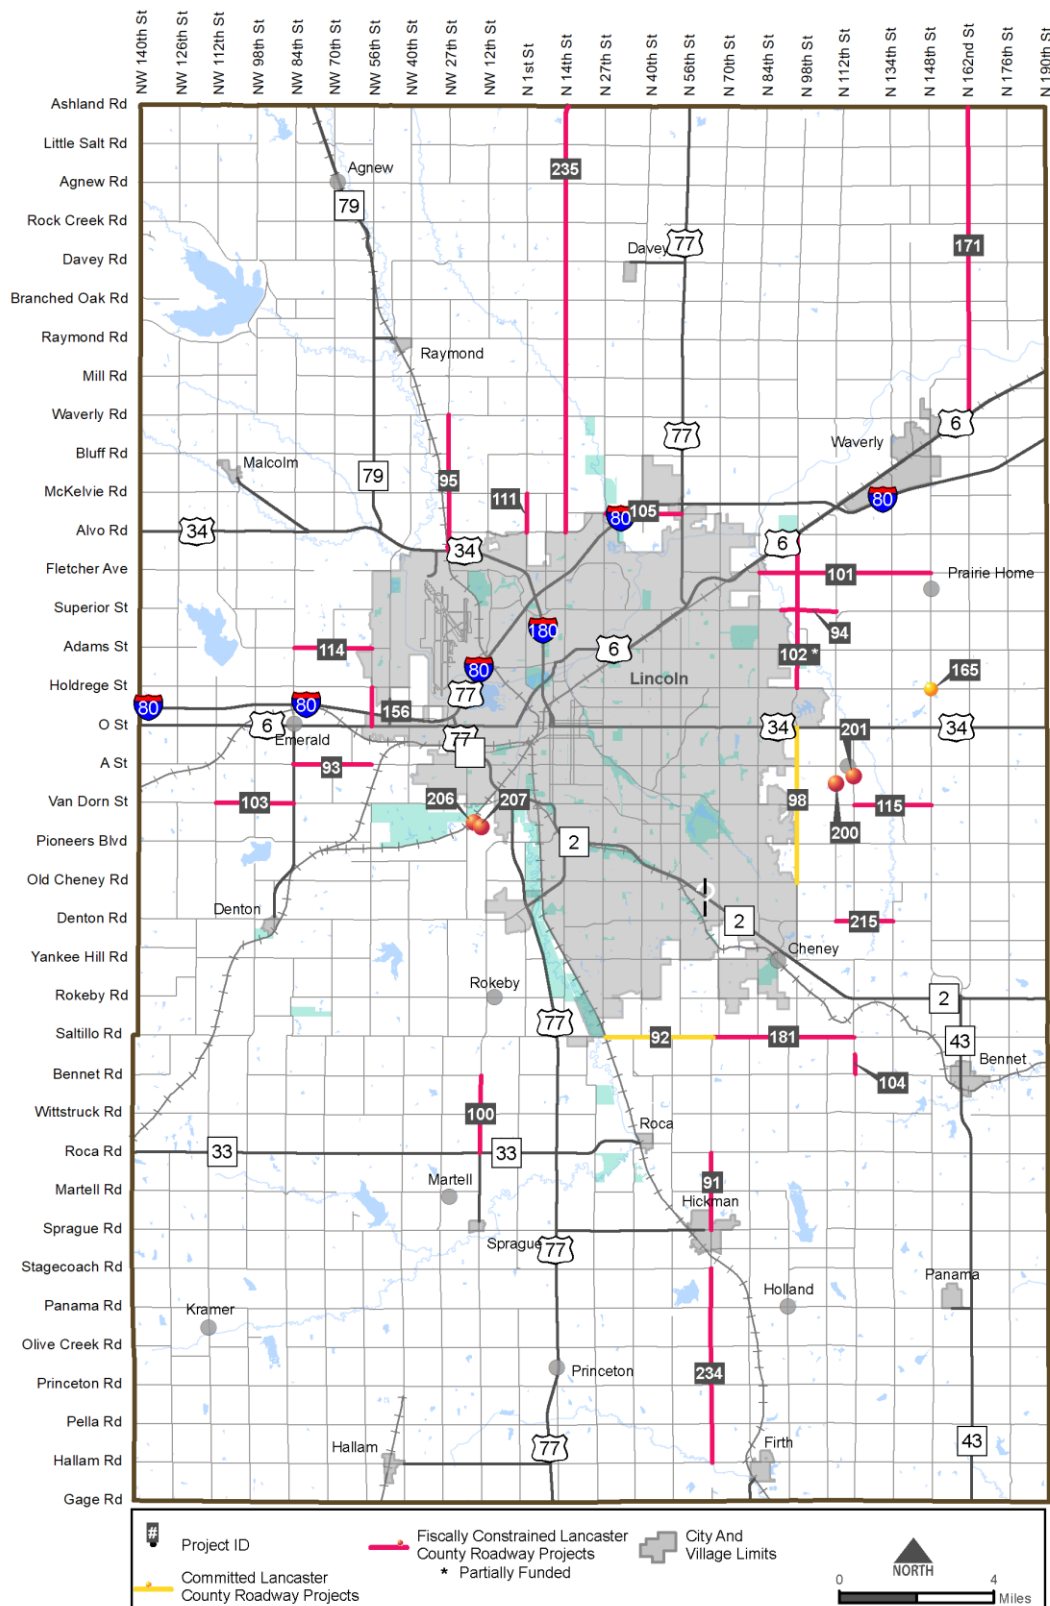 NW 140th St
NW 126th St
NW 112th St
NW 98th St
NW 84th St
NW 70th St
NW 56th St
NW 40th St
NW 27th St
NW 12th St
N 1st St
N 14th St
N 27th St
N 40th St
N 56th St
N 70th St
N 84th St
N 98th St
N 112th St
N 134th St
N 148th St
N 162nd St
N 176th St
N 190th St
Ashland Rd
Little Salt Rd
235
Agnew
Agnew Rd
79
Rock Creek Rd
Davey
77
171
Davey Rd
Branched Oak Rd
Raymond Rd
Raymond
Mill Rd
Waverly Rd
6
77
Waverly
Bluff Rd
Malcolm
79
95
McKelvie Rd
111
80
105
80
Alvo Rd
34
34
6
Fletcher Ave
101
Prairie Home
Superior St
180
94
Adams St
114
6
102 *
80
Lincoln
165
Holdrege St
77
80
80
156
O St
6
Emerald
34
201
34
77
A St
93
Van Dorn St
103
206
207
98
115
200
Pioneers Blvd
2
Old Cheney Rd
Denton
Denton Rd
2
215
Yankee Hill Rd
Cheney
Rokeby
Rokeby Rd
2
77
Saltillo Rd
92
181
43
Bennet
Bennet Rd
104
Wittstruck Rd
100
Roca
Roca Rd
33
33
Martell
91
Martell Rd
Hickman
Sprague Rd
Sprague
77
Stagecoach Rd
Panama
Holland
Panama Rd
Kramer
Olive Creek Rd
Princeton
234
Princeton Rd
Pella Rd
Hallam
77
Firth
43
Hallam Rd
Gage Rd
#
Project ID
Fiscally Constrained Lancaster
County Roadway Projects
* Partially Funded
City And
Village Limits
Committed Lancaster
County Roadway Projects
NORTH
0
4
Miles